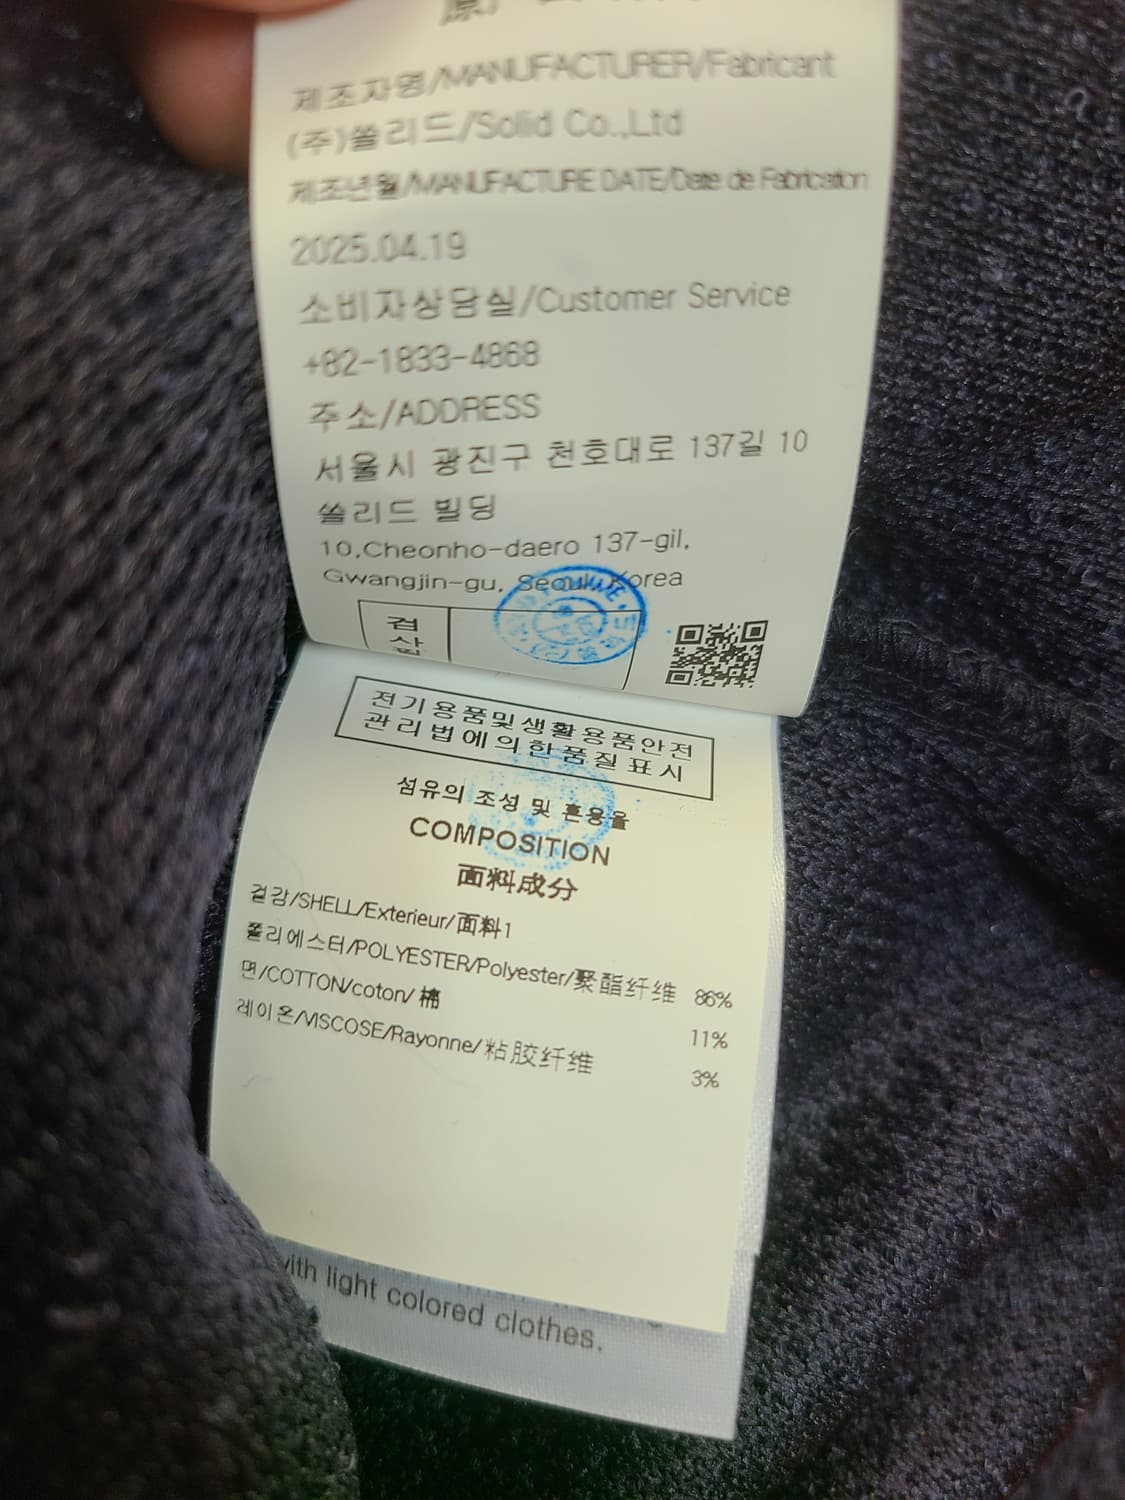 제조자명/MANUFACTURER/Fabricant
(주)쏠리드/Solid Co.,Ltd
제조년월/MANUFACTURE DATE/Date de Fabrication
2025.04.19
소비자상담실/Customer Service
+82-1833-4868
주소/ADDRESS
서울시 광진구 천호대로 137길 10
쏠리드 빌딩
10,Cheonho-daero 137-gil,
Gwangjin-gu, Seoul, Korea
검
사
전기용품및생활용품안전
관리법에의한품질표시
섬유의 조성 및 혼용율
COMPOSITION
面料成分
겉감/SHELL/Exterieur/面料1
폴리에스터/POLYESTER/Polyester/聚酯纤维 86%
면/COTTON/coton/棉 11%
레이온/VISCOSE/Rayonne/粘胶纤维 3%
with light colored clothes.